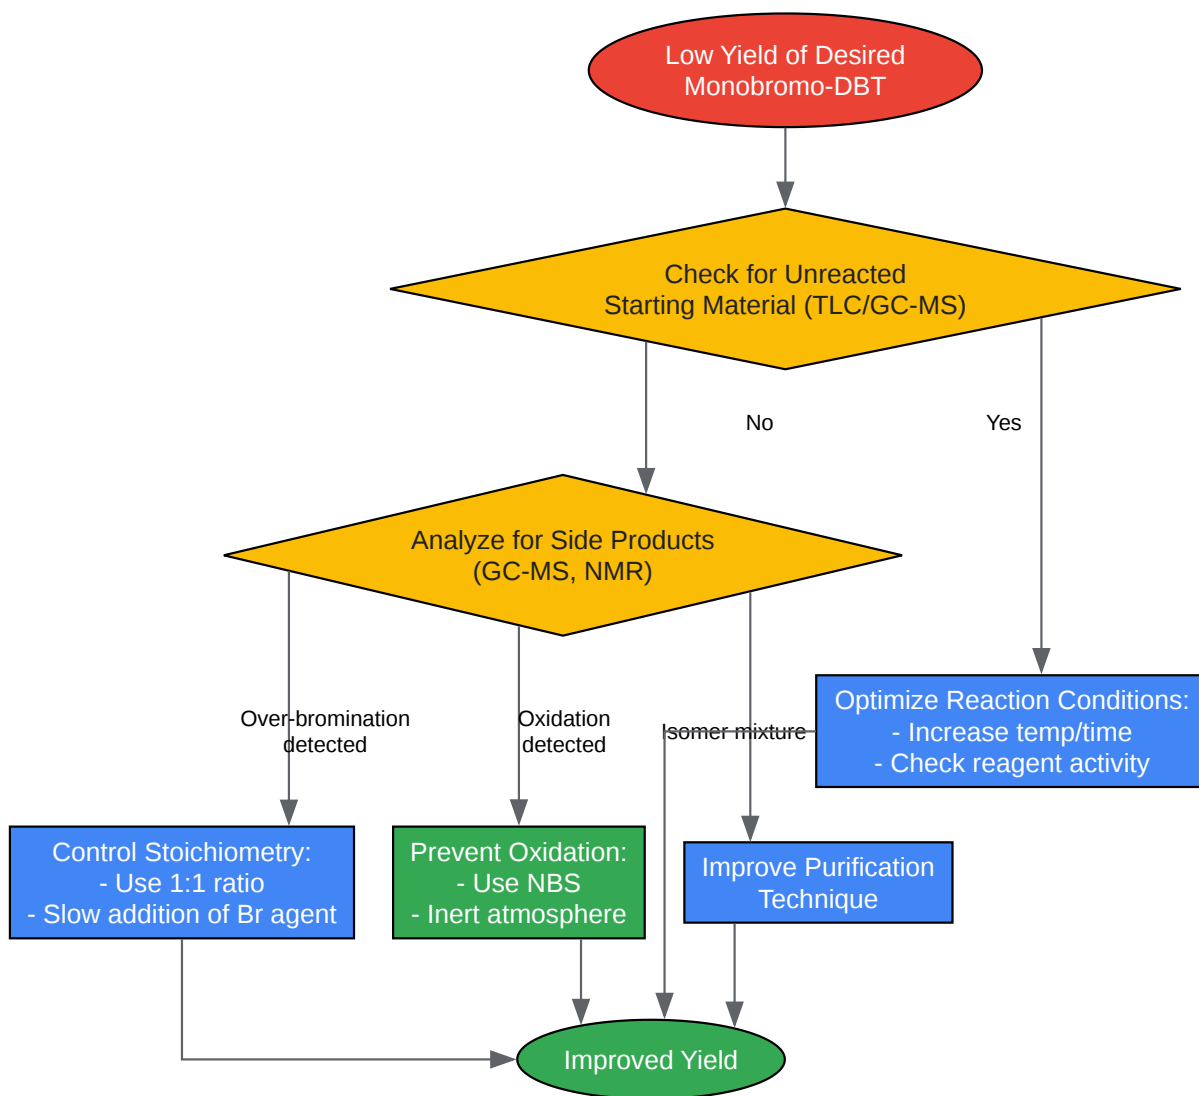 Low Yield of Desired
Monobromo-DBT
Check for Unreacted
Starting Material (TLC/GC-MS)
No
Yes
Analyze for Side Products
(GC-MS, NMR)
Over-bromination
detected
Oxidation
detected
Isomer mixture
Optimize Reaction Conditions:
- Increase temp/time
- Check reagent activity
Control Stoichiometry:
- Use 1:1 ratio
- Slow addition of Br agent
Prevent Oxidation:
- Use NBS
- Inert atmosphere
Improve Purification
Technique
Improved Yield